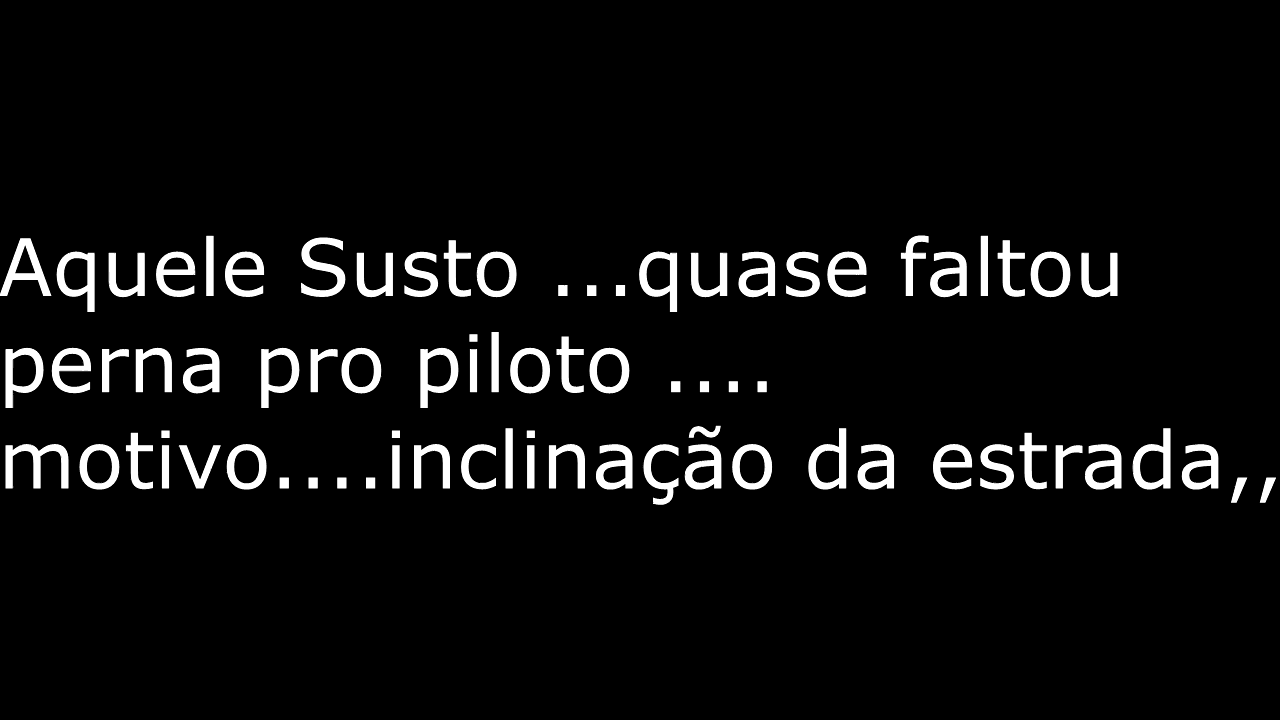 Aquele Susto ...quase faltou
perna pro piloto ....
motivo....inclinação da estrada,,